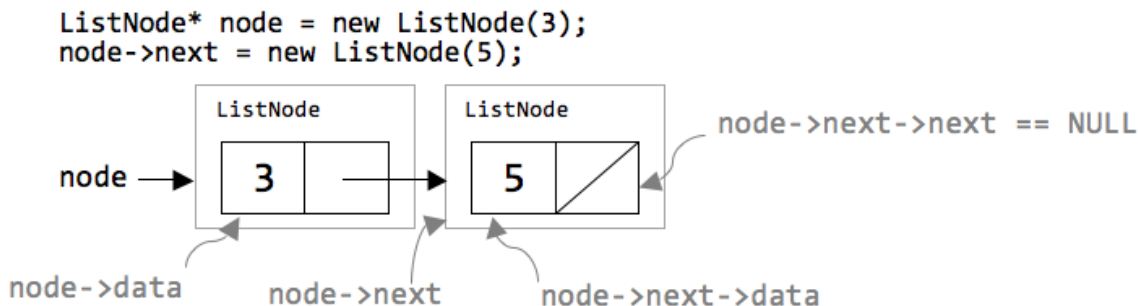 ListNode* node = new ListNode(3);
node->next = new ListNode(5);
ListNode ListNode
node->next->next == NULL
node 3 5
node->data node->next node->next->data